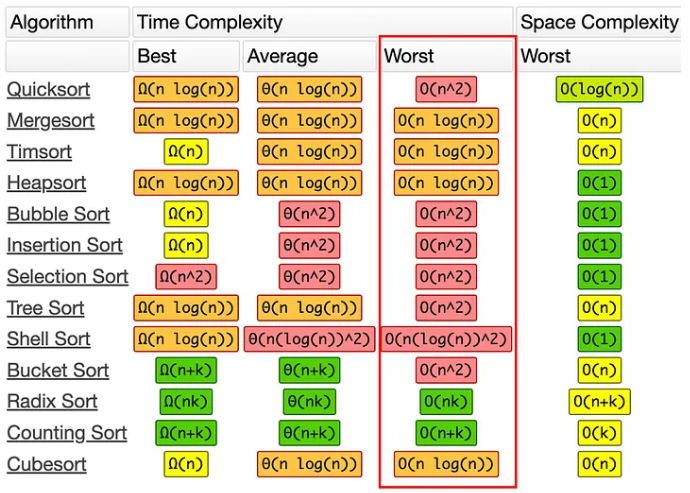 Algorithm Time Complexity Space Complexity
Best Average Worst Worst
Quicksort Ω(n log(n)) θ(n log(n)) O(n^2) O(log(n))
Mergesort Ω(n log(n)) θ(n log(n)) O(n log(n)) O(n)
Timsort Ω(n) θ(n log(n)) O(n log(n)) O(n)
Heapsort Ω(n log(n)) θ(n log(n)) O(n log(n)) O(1)
Bubble Sort Ω(n) θ(n^2) O(n^2) O(1)
Insertion Sort Ω(n) θ(n^2) O(n^2) O(1)
Selection Sort Ω(n^2) θ(n^2) O(n^2) O(1)
Tree Sort Ω(n log(n)) θ(n log(n)) O(n^2) O(n)
Shell Sort Ω(n log(n)) θ(n(log(n))^2) O(n(log(n))^2) O(1)
Bucket Sort Ω(n+k) θ(n+k) O(n^2) O(n)
Radix Sort Ω(nk) θ(nk) O(nk) O(n+k)
Counting Sort Ω(n+k) θ(n+k) O(n+k) O(k)
Cubesort Ω(n) θ(n log(n)) O(n log(n)) O(n)